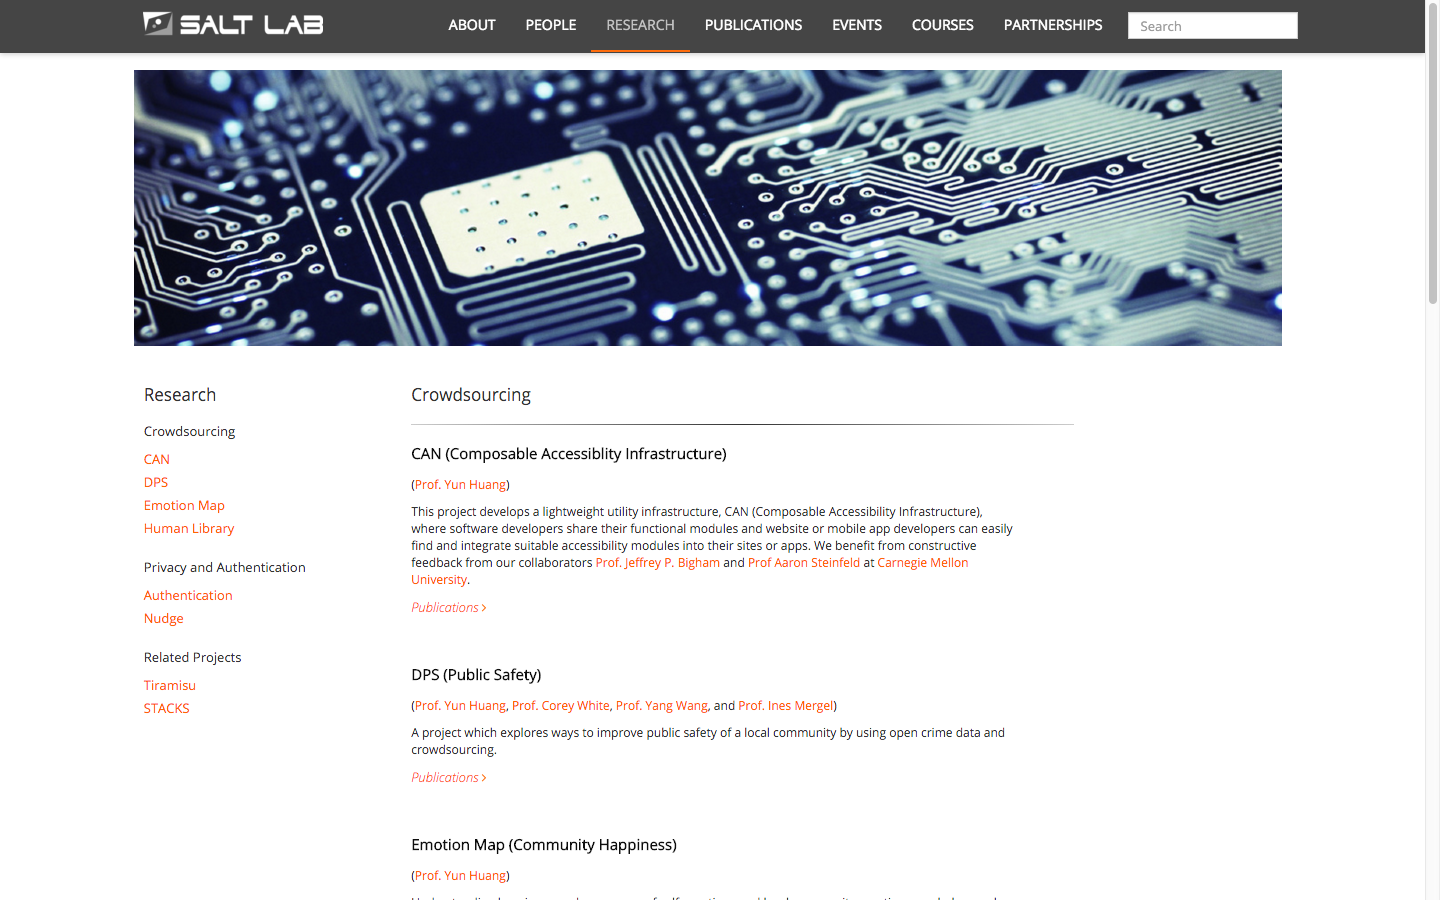 SALT LAB
ABOUT
PEOPLE
RESEARCH
PUBLICATIONS
EVENTS
COURSES
PARTNERSHIPS
Search
Research
Crowdsourcing
CAN
DPS
Emotion Map
Human Library
Privacy and Authentication
Authentication
Nudge
Related Projects
Tiramisu
STACKS
Crowdsourcing
CAN (Composable Accessiblity Infrastructure)
(Prof. Yun Huang)
This project develops a lightweight utility infrastructure, CAN (Composable Accessibility Infrastructure),
where software developers share their functional modules and website or mobile app developers can easily
find and integrate suitable accessibility modules into their sites or apps. We benefit from constructive
feedback from our collaborators Prof. Jeffrey P. Bigham and Prof Aaron Steinfeld at Carnegie Mellon
University.
Publications >
DPS (Public Safety)
(Prof. Yun Huang, Prof. Corey White, Prof. Yang Wang, and Prof. Ines Mergel)
A project which explores ways to improve public safety of a local community by using open crime data and
crowdsourcing.
Publications >
Emotion Map (Community Happiness)
(Prof. Yun Huang)